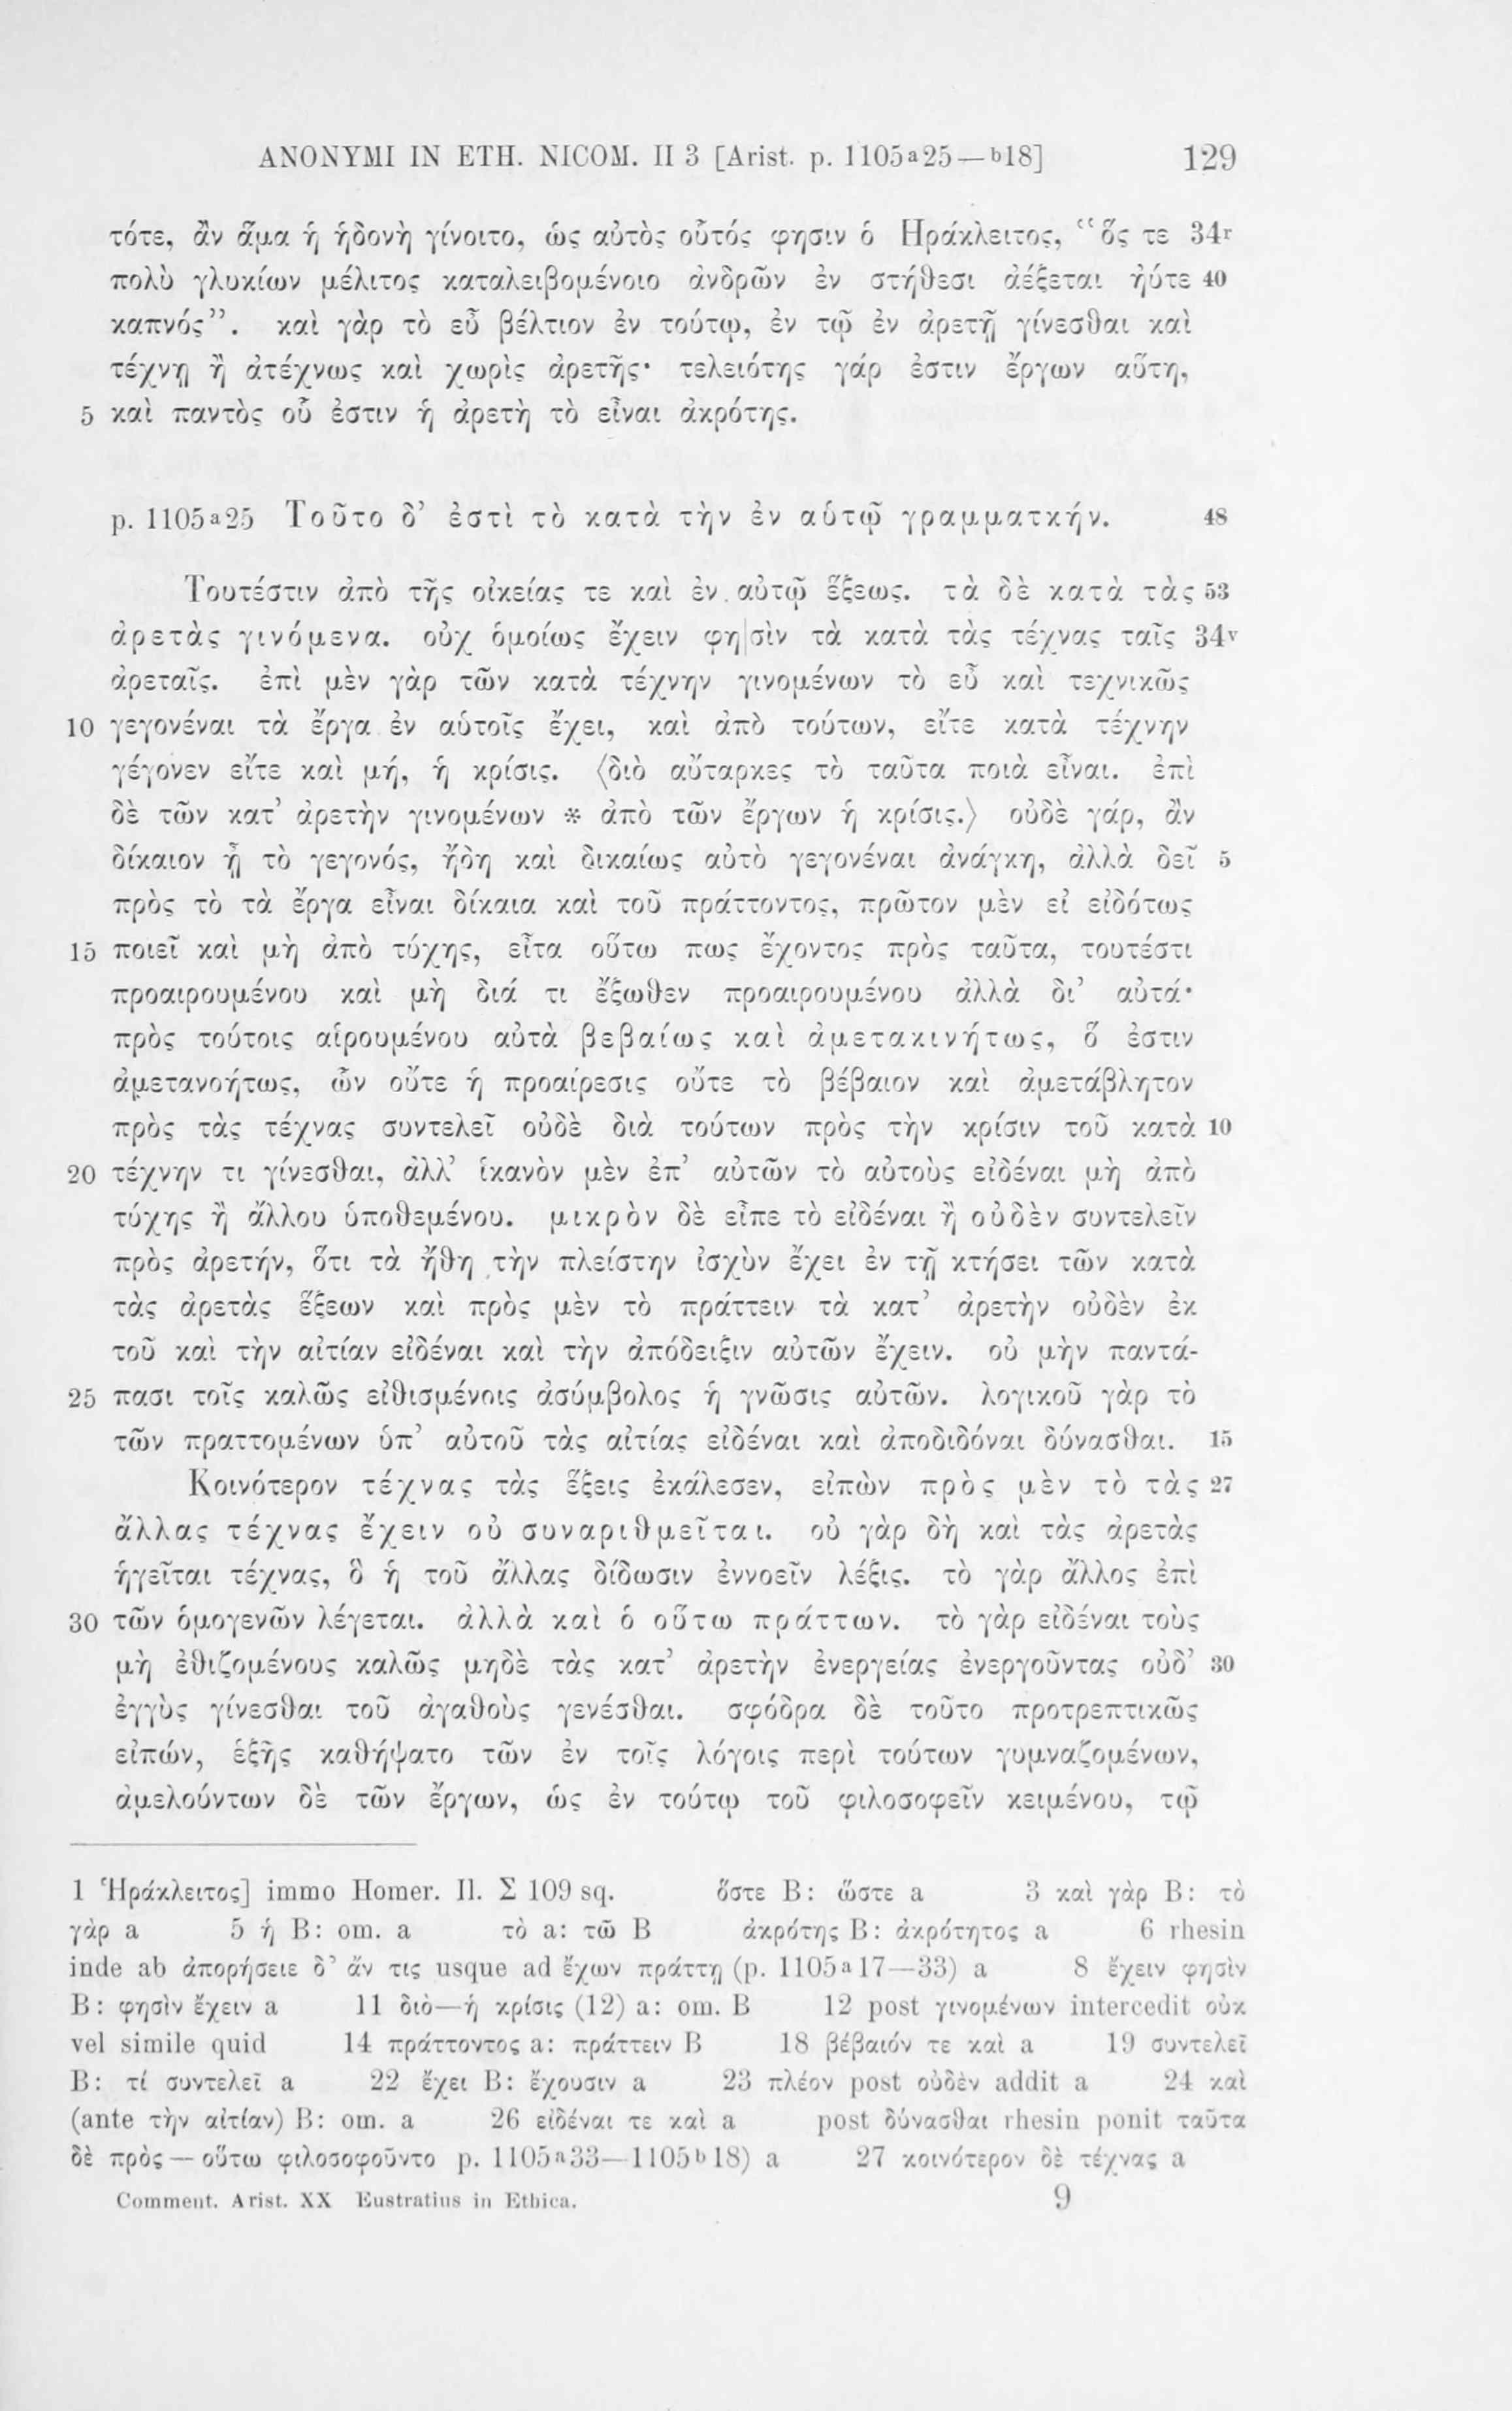 ANONYMI IN ETH. NICOM. II 3 [Arist. p. 1105a25—b18] 129
τότε, ἂν ἅμα ἡ ἡδονὴ γίνοιτο, ὡς αὐτὸς οὗτός φησιν ὁ Ηράκλειτος, “ὅς τε 34r
πολὺ γλυκίων μέλιτος καταλειβομένοιο ἀνδρῶν ἐν στήθεσι ἀέξεται ἠύτε 40
καπνός”. καὶ γὰρ τὸ εὖ βέλτιον ἐν τούτῳ, ἐν τῷ ἐν ἀρετῇ γίνεσθαι καὶ
τέχνῃ ἢ ἀτέχνως καὶ χωρὶς ἀρετῆς· τελειότης γάρ ἐστιν ἔργων αὕτη,
5 καὶ παντὸς οὗ ἐστιν ἡ ἀρετὴ τὸ εἶναι ἀκρότης.
p. 1105a25 Τοῦτο δ’ ἐστὶ τὸ κατὰ τὴν ἐν αὑτῷ γραμματκήν. 48
Τουτέστιν ἀπὸ τῆς οἰκείας τε καὶ ἐν αὐτῷ ἕξεως. τὰ δὲ κατὰ τὰς 53
ἀρετὰς γινόμενα. οὐχ ὁμοίως ἔχειν φη|σὶν τὰ κατὰ τὰς τέχνας ταῖς 34v
ἀρεταῖς. ἐπὶ μὲν γὰρ τῶν κατὰ τέχνην γινομένων τὸ εὖ καὶ τεχνικῶς
10 γεγονέναι τὰ ἔργα ἐν αὑτοῖς ἔχει, καὶ ἀπὸ τούτων, εἴτε κατὰ τέχνην
γέγονεν εἴτε καὶ μή, ἡ κρίσις. 〈διὸ αὔταρκες τὸ ταῦτα ποιὰ εἶναι. ἐπὶ
δὲ τῶν κατ’ ἀρετὴν γινομένων * ἀπὸ τῶν ἔργων ἡ κρίσις.〉 οὐδὲ γάρ, ἂν
δίκαιον ᾖ τὸ γεγονός, ἤδη καὶ δικαίως αὐτὸ γεγονέναι ἀνάγκη, ἀλλὰ δεῖ 5
πρὸς τὸ τὰ ἔργα εἶναι δίκαια καὶ τοῦ πράττοντος, πρῶτον μὲν εἰ εἰδότως
15 ποιεῖ καὶ μὴ ἀπὸ τύχης, εἶτα οὕτω πως ἔχοντος πρὸς ταῦτα, τουτέστι
προαιρουμένου καὶ μὴ διά τι ἔξωθεν προαιρουμένου ἀλλὰ δι’ αὐτά·
πρὸς τούτοις αἱρουμένου αὐτὰ βεβαίως καὶ ἀμετακινήτως, ὅ ἐστιν
ἀμετανοήτως, ὧν οὔτε ἡ προαίρεσις οὔτε τὸ βέβαιον καὶ ἀμετάβλητον
πρὸς τὰς τέχνας συντελεῖ οὐδὲ διὰ τούτων πρὸς τὴν κρίσιν τοῦ κατὰ 10
20 τέχνην τι γίνεσθαι, ἀλλ’ ἱκανὸν μὲν ἐπ’ αὐτῶν τὸ αὐτοὺς εἰδέναι μὴ ἀπὸ
τύχης ἢ ἄλλου ὑποθεμένου. μικρὸν δὲ εἶπε τὸ εἰδέναι ἢ οὐδὲν συντελεῖν
πρὸς ἀρετήν, ὅτι τὰ ἤθη τὴν πλείστην ἰσχὺν ἔχει ἐν τῇ κτήσει τῶν κατὰ
τὰς ἀρετὰς ἕξεων καὶ πρὸς μὲν τὸ πράττειν τὰ κατ’ ἀρετὴν οὐδὲν ἐκ
τοῦ καὶ τὴν αἰτίαν εἰδέναι καὶ τὴν ἀπόδειξιν αὐτῶν ἔχειν. οὐ μὴν παντά-
25 πασι τοῖς καλῶς εἰθισμένοις ἀσύμβολος ἡ γνῶσις αὐτῶν. λογικοῦ γὰρ τὸ
τῶν πραττομένων ὑπ’ αὐτοῦ τὰς αἰτίας εἰδέναι καὶ ἀποδιδόναι δύνασθαι. 15
Κοινότερον τέχνας τὰς ἕξεις ἐκάλεσεν, εἰπὼν πρὸς μὲν τὸ τὰς 27
ἄλλας τέχνας ἔχειν οὐ συναριθμεῖται. οὐ γὰρ δὴ καὶ τὰς ἀρετὰς
ἡγεῖται τέχνας, ὃ ἡ τοῦ ἄλλας δίδωσιν ἐννοεῖν λέξις. τὸ γὰρ ἄλλος ἐπὶ
30 τῶν ὁμογενῶν λέγεται. ἀλλὰ καὶ ὁ οὕτω πράττων. τὸ γὰρ εἰδέναι τοὺς
μὴ ἐθιζομένους καλῶς μηδὲ τὰς κατ’ ἀρετὴν ἐνεργείας ἐνεργοῦντας οὐδ’ 30
ἐγγὺς γίνεσθαι τοῦ ἀγαθοὺς γενέσθαι. σφόδρα δὲ τοῦτο προτρεπτικῶς
εἰπών, ἑξῆς καθήψατο τῶν ἐν τοῖς λόγοις περὶ τούτων γυμναζομένων,
ἀμελούντων δὲ τῶν ἔργων, ὡς ἐν τούτῳ τοῦ φιλοσοφεῖν κειμένου, τῷ
1 Ἡράκλειτος] immo Homer. Il. Σ 109 sq. ὅστε B: ὥστε a 3 καὶ γὰρ B: τὸ
γὰρ a 5 ἡ B: om. a τὸ a: τῶ B ἀκρότης B: ἀκρότητος a 6 rhesin
inde ab ἀπορήσειε δ’ ἄν τις usque ad ἔχων πράττῃ (p. 1105a17—33) a 8 ἔχειν φησὶν
B: φησὶν ἔχειν a 11 διὸ—ἡ κρίσις (12) a: om. B 12 post γινομένων intercedit οὐκ
vel simile quid 14 πράττοντος a: πράττειν B 18 βέβαιόν τε καὶ a 19 συντελεῖ
B: τί συντελεῖ a 22 ἔχει B: ἔχουσιν a 23 πλέον post οὐδὲν addit a 24 καὶ
(ante τὴν αἰτίαν) B: om. a 26 εἰδέναι τε καὶ a post δύνασθαι rhesin ponit ταῦτα
δὲ πρὸς — οὕτω φιλοσοφοῦντο p. 1105a33—1105b18) a 27 κοινότερον δὲ τέχνας a
Comment. Arist. XX Eustratius in Ethica. 9